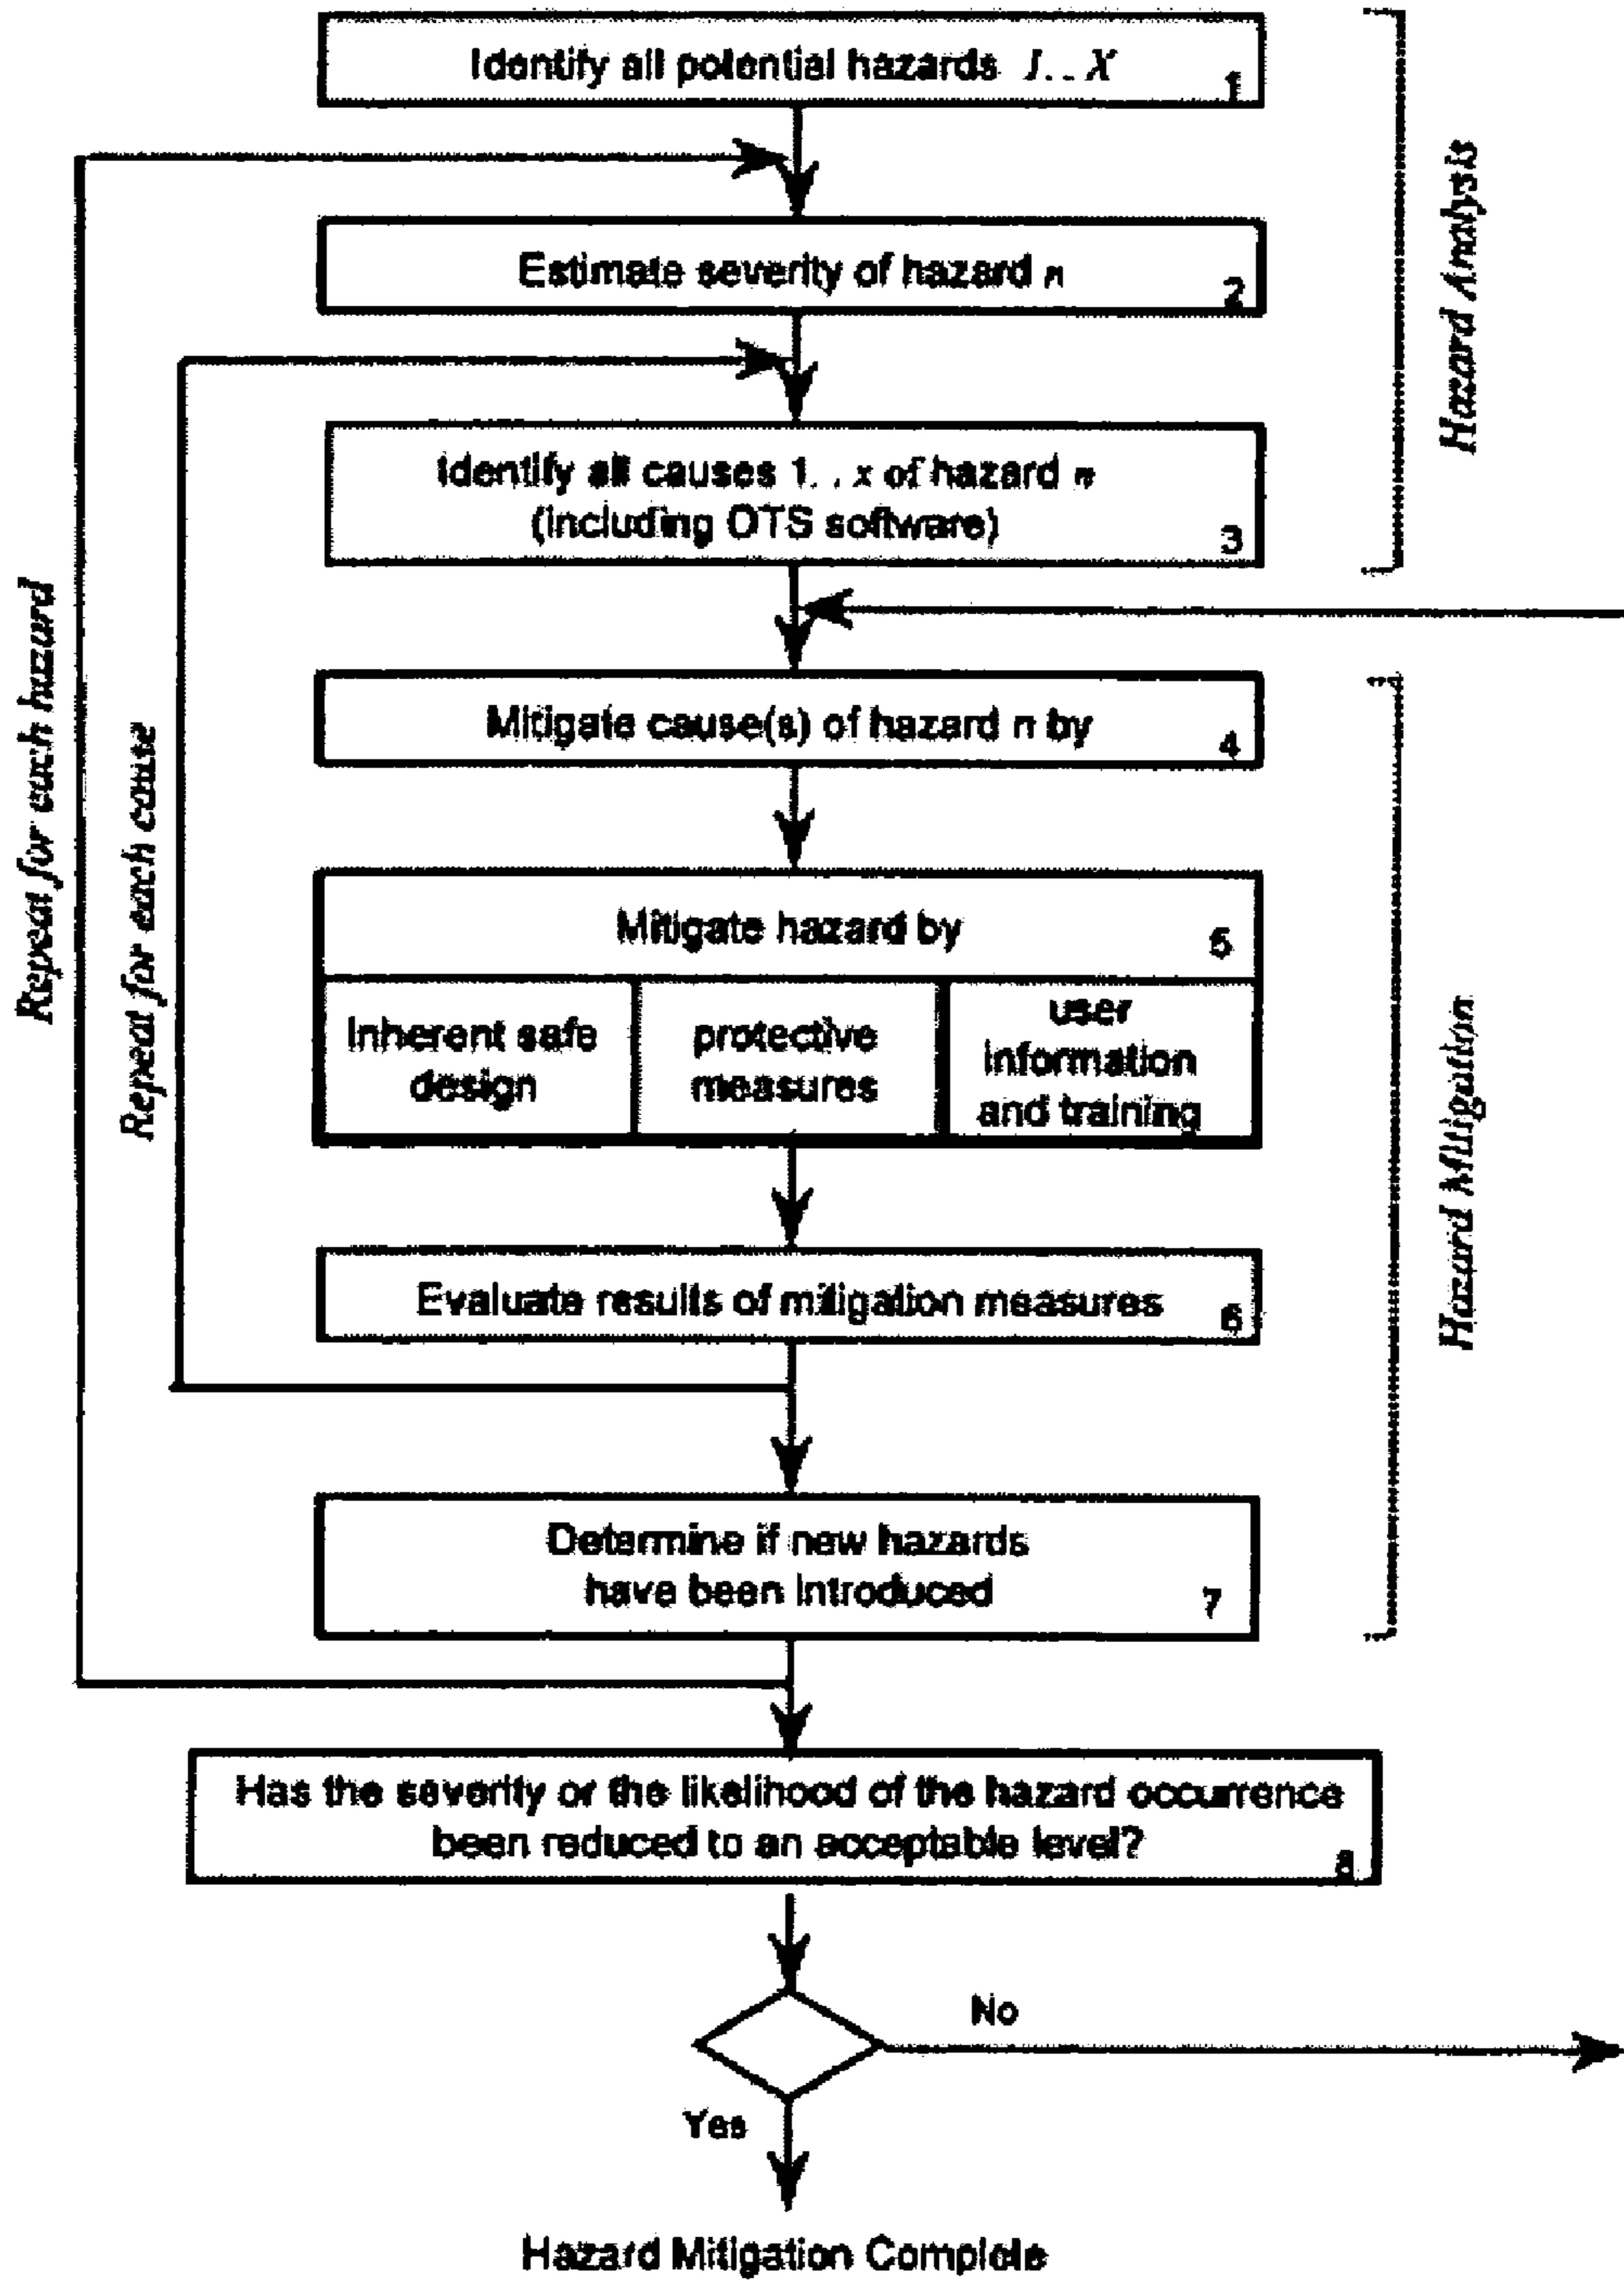 Identify all potential hazards 1. . X
1
Estimate severity of hazard n
2
Identify all causes 1. . x of hazard n
(including OTS software)
3
Hazard Analysis
Mitigate cause(s) of hazard n by
4
Mitigate hazard by
5
Inherent safe
design
protective
measures
user
information
and training
Evaluate results of mitigation measures
6
Determine if new hazards
have been introduced
7
Hazard Mitigation
Repeat for each hazard
Repeat for each cause
Has the severity or the likelihood of the hazard occurrence
been reduced to an acceptable level?
8
No
Yes
Hazard Mitigation Complete